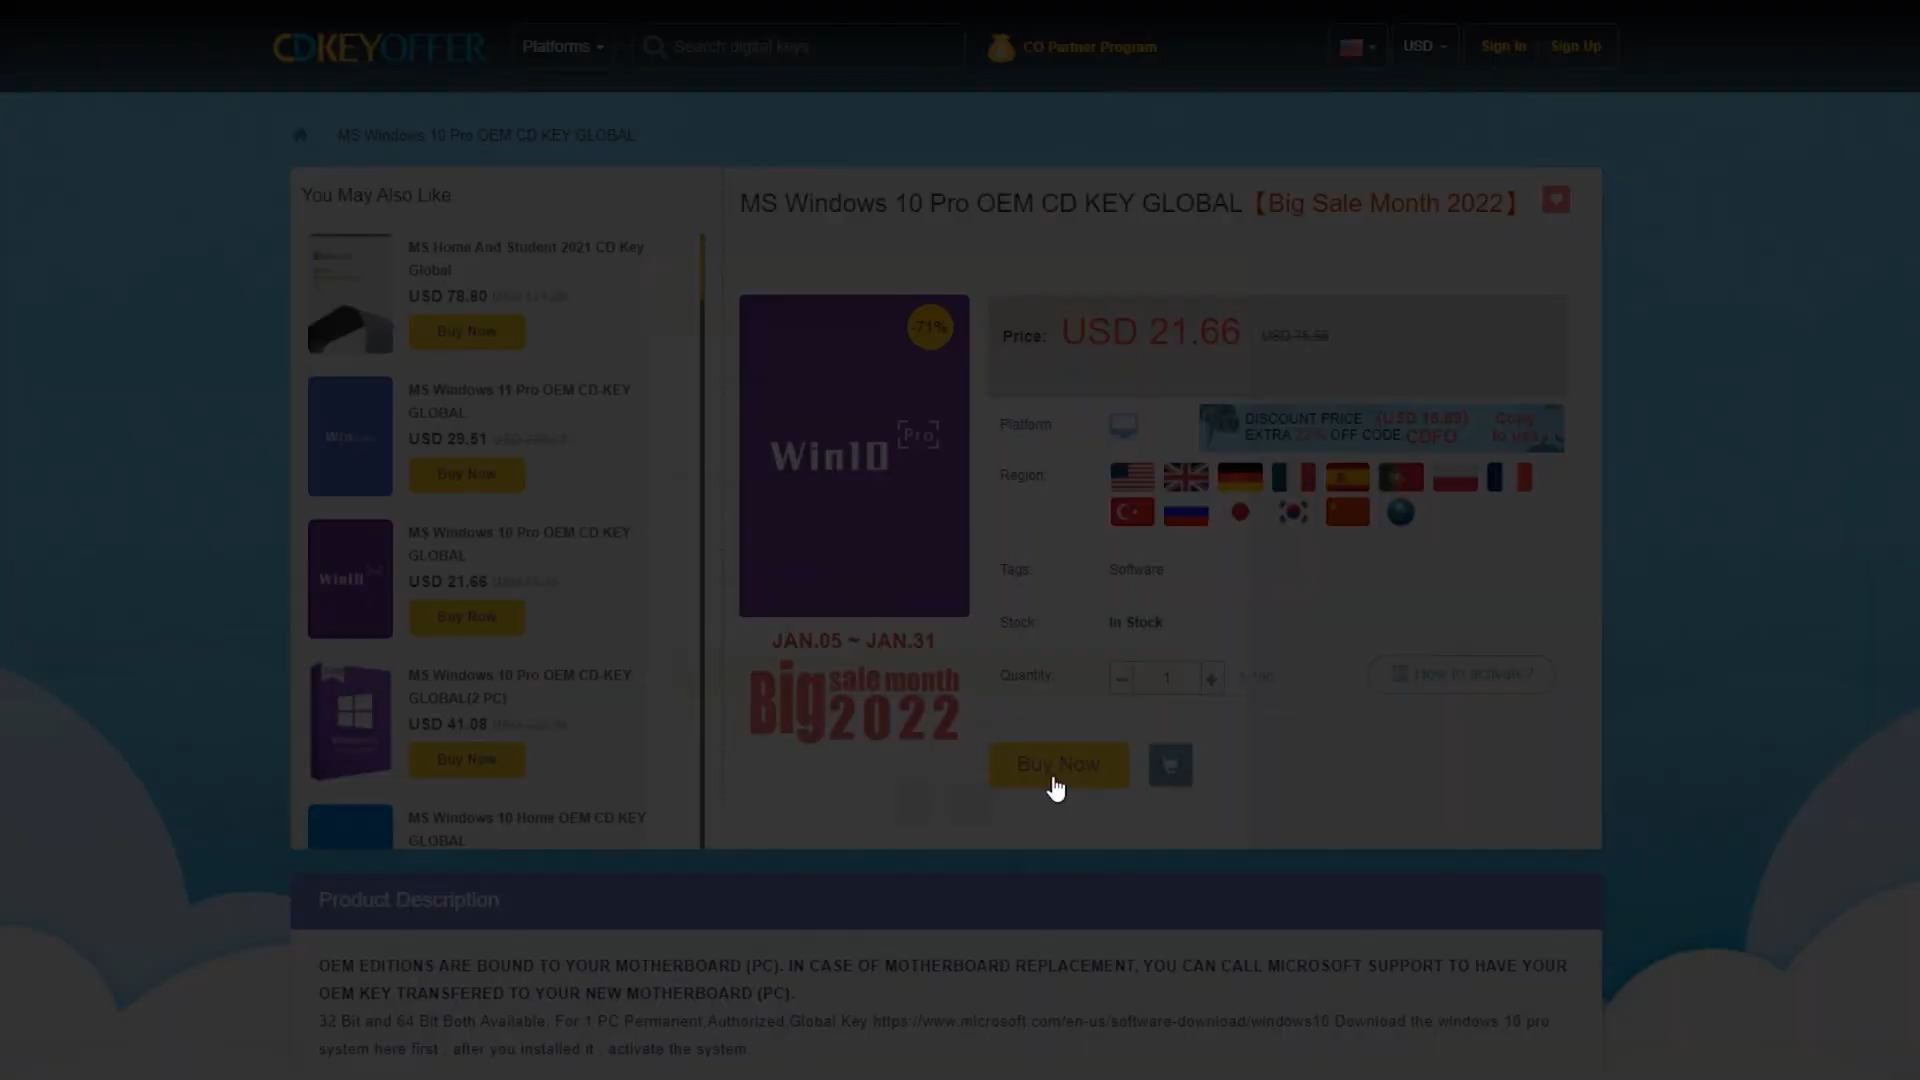 CDKEYOFFER
Platforms
Search digital keys
CO Partner Program
USD
Sign In
Sign Up
MS Windows 10 Pro OEM CD KEY GLOBAL
You May Also Like
MS Home And Student 2021 CD Key
Global
USD 78.80
Buy Now
MS Windows 11 Pro OEM CD-KEY
GLOBAL
USD 29.51
Buy Now
Win10
MS Windows 10 Pro OEM CD KEY
GLOBAL
USD 21.66
Buy Now
MS Windows 10 Pro OEM CD-KEY
GLOBAL(2 PC)
USD 41.08
Buy Now
MS Windows 10 Home OEM CD KEY
GLOBAL
MS Windows 10 Pro OEM CD KEY GLOBAL【Big Sale Month 2022】
-71%
Win10 [Pro]
JAN.05 ~ JAN.31
Big sale month
2022
Price: USD 21.66
Platform
DISCOUNT PRICE
EXTRA OFF CODE CDFO
Copy
to use
Region:
Tags: Software
Stock: In Stock
Quantity: − 1 +
How to activate?
Buy Now
Product Description
OEM EDITIONS ARE BOUND TO YOUR MOTHERBOARD (PC). IN CASE OF MOTHERBOARD REPLACEMENT, YOU CAN CALL MICROSOFT SUPPORT TO HAVE YOUR
OEM KEY TRANSFERED TO YOUR NEW MOTHERBOARD (PC).
32 Bit and 64 Bit Both Available. For 1 PC Permanent,Authorized,Global Key https://www.microsoft.com/en-us/software-download/windows10 Download the windows 10 pro
system here first , after you installed it , activate the system.